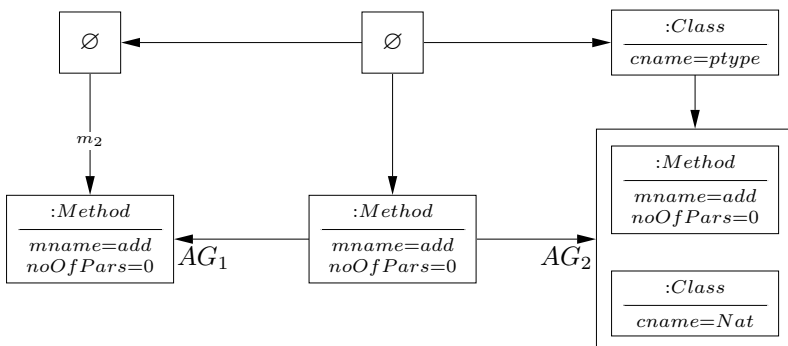 ∅
∅
:Class
cname=ptype
m₂
:Method
mname=add
noOfPars=0
AG₁
:Method
mname=add
noOfPars=0
AG₂
:Method
mname=add
noOfPars=0
:Class
cname=Nat